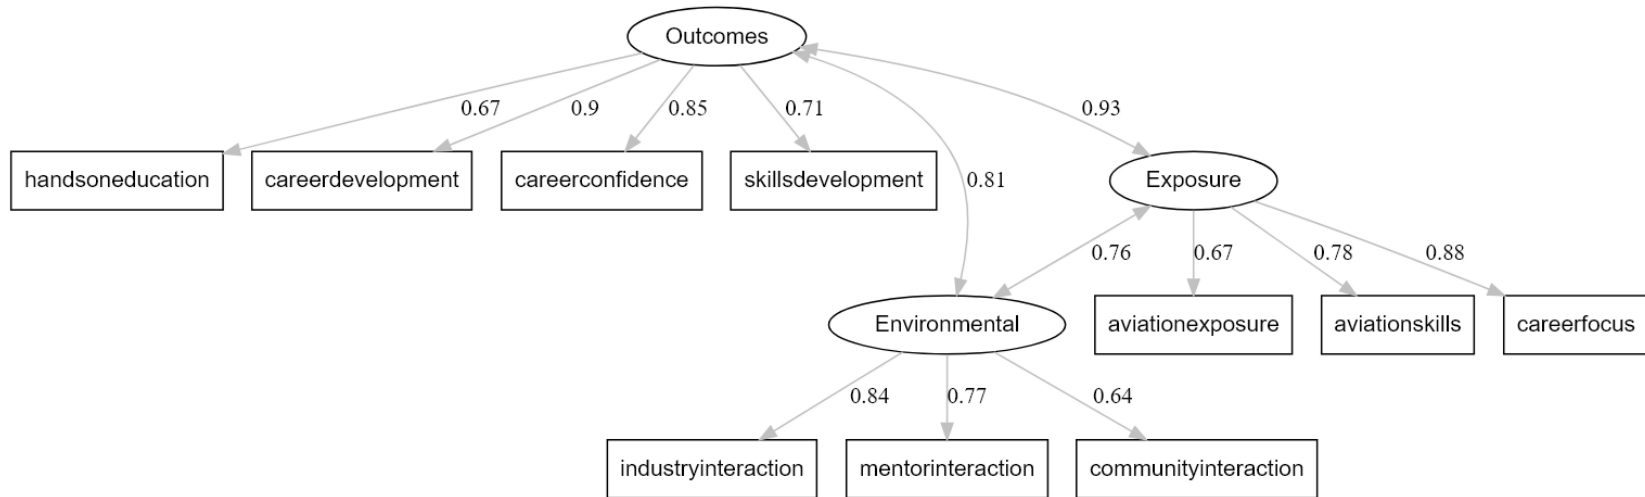 Outcomes
0.67
0.9
0.85
0.71
0.93
handsoneducation
careerdevelopment
careerconfidence
skillsdevelopment
0.81
Exposure
0.76
0.67
0.78
0.88
Environmental
aviationexposure
aviationskills
careerfocus
0.84
0.77
0.64
industryinteraction
mentorinteraction
communityinteraction